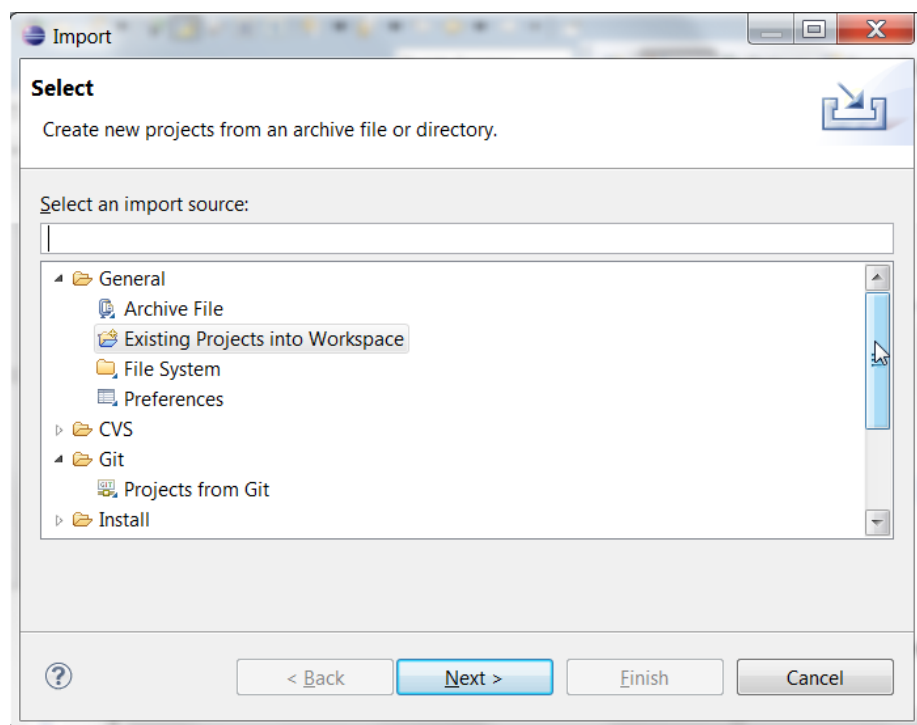 Import
Select
Create new projects from an archive file or directory.
Select an import source:
General
Archive File
Existing Projects into Workspace
File System
Preferences
CVS
Git
GIT Projects from Git
Install
? < Back Next > Finish Cancel